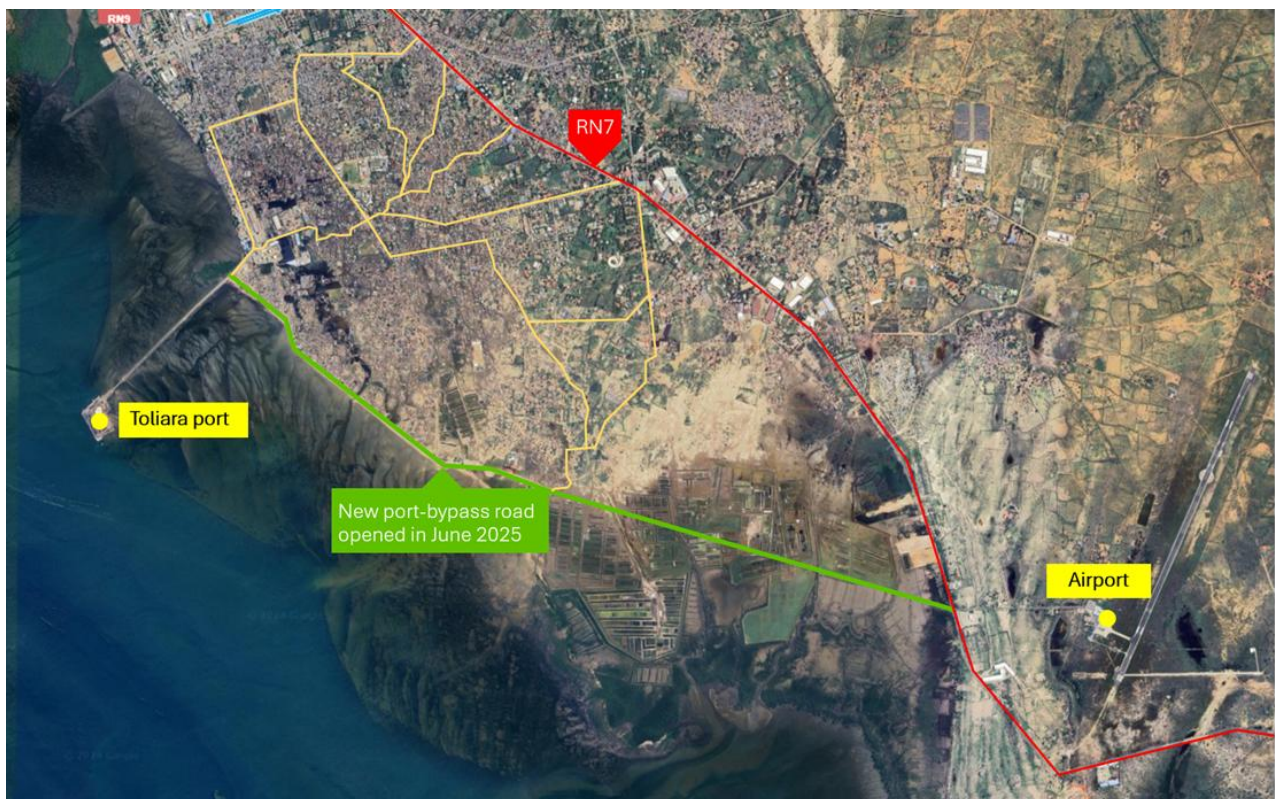 RN9
RN7
Toliara port
New port-bypass road
opened in June 2025
Airport